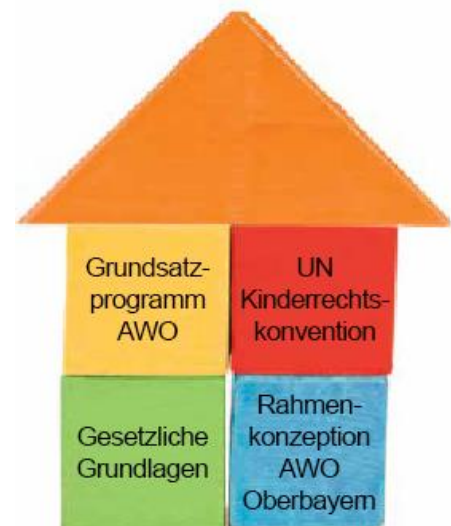 Grundsatz-
programm
AWO
UN
Kinderrechts-
konvention
Gesetzliche
Grundlagen
Rahmen-
konzeption
AWO
Oberbayern